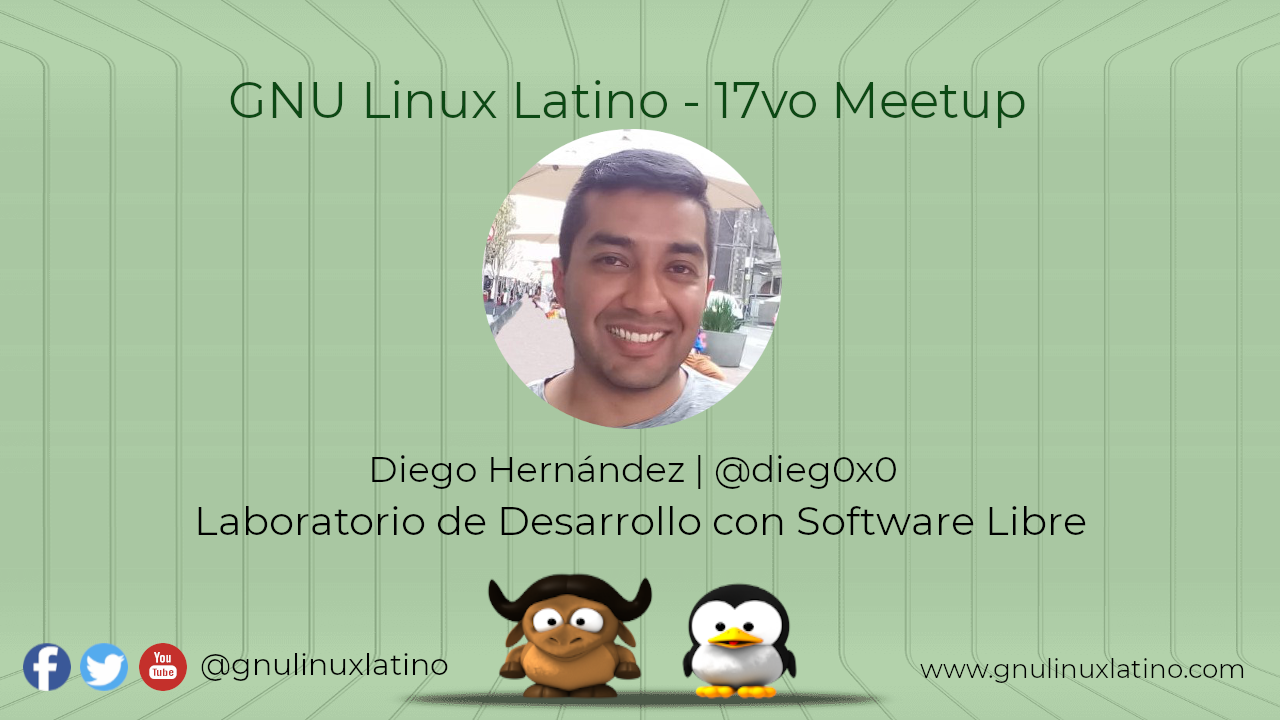 GNU Linux Latino - 17vo Meetup
Diego Hernández | @dieg0x0
Laboratorio de Desarrollo con Software Libre
You
Tube
@gnulinuxlatino
www.gnulinuxlatino.com